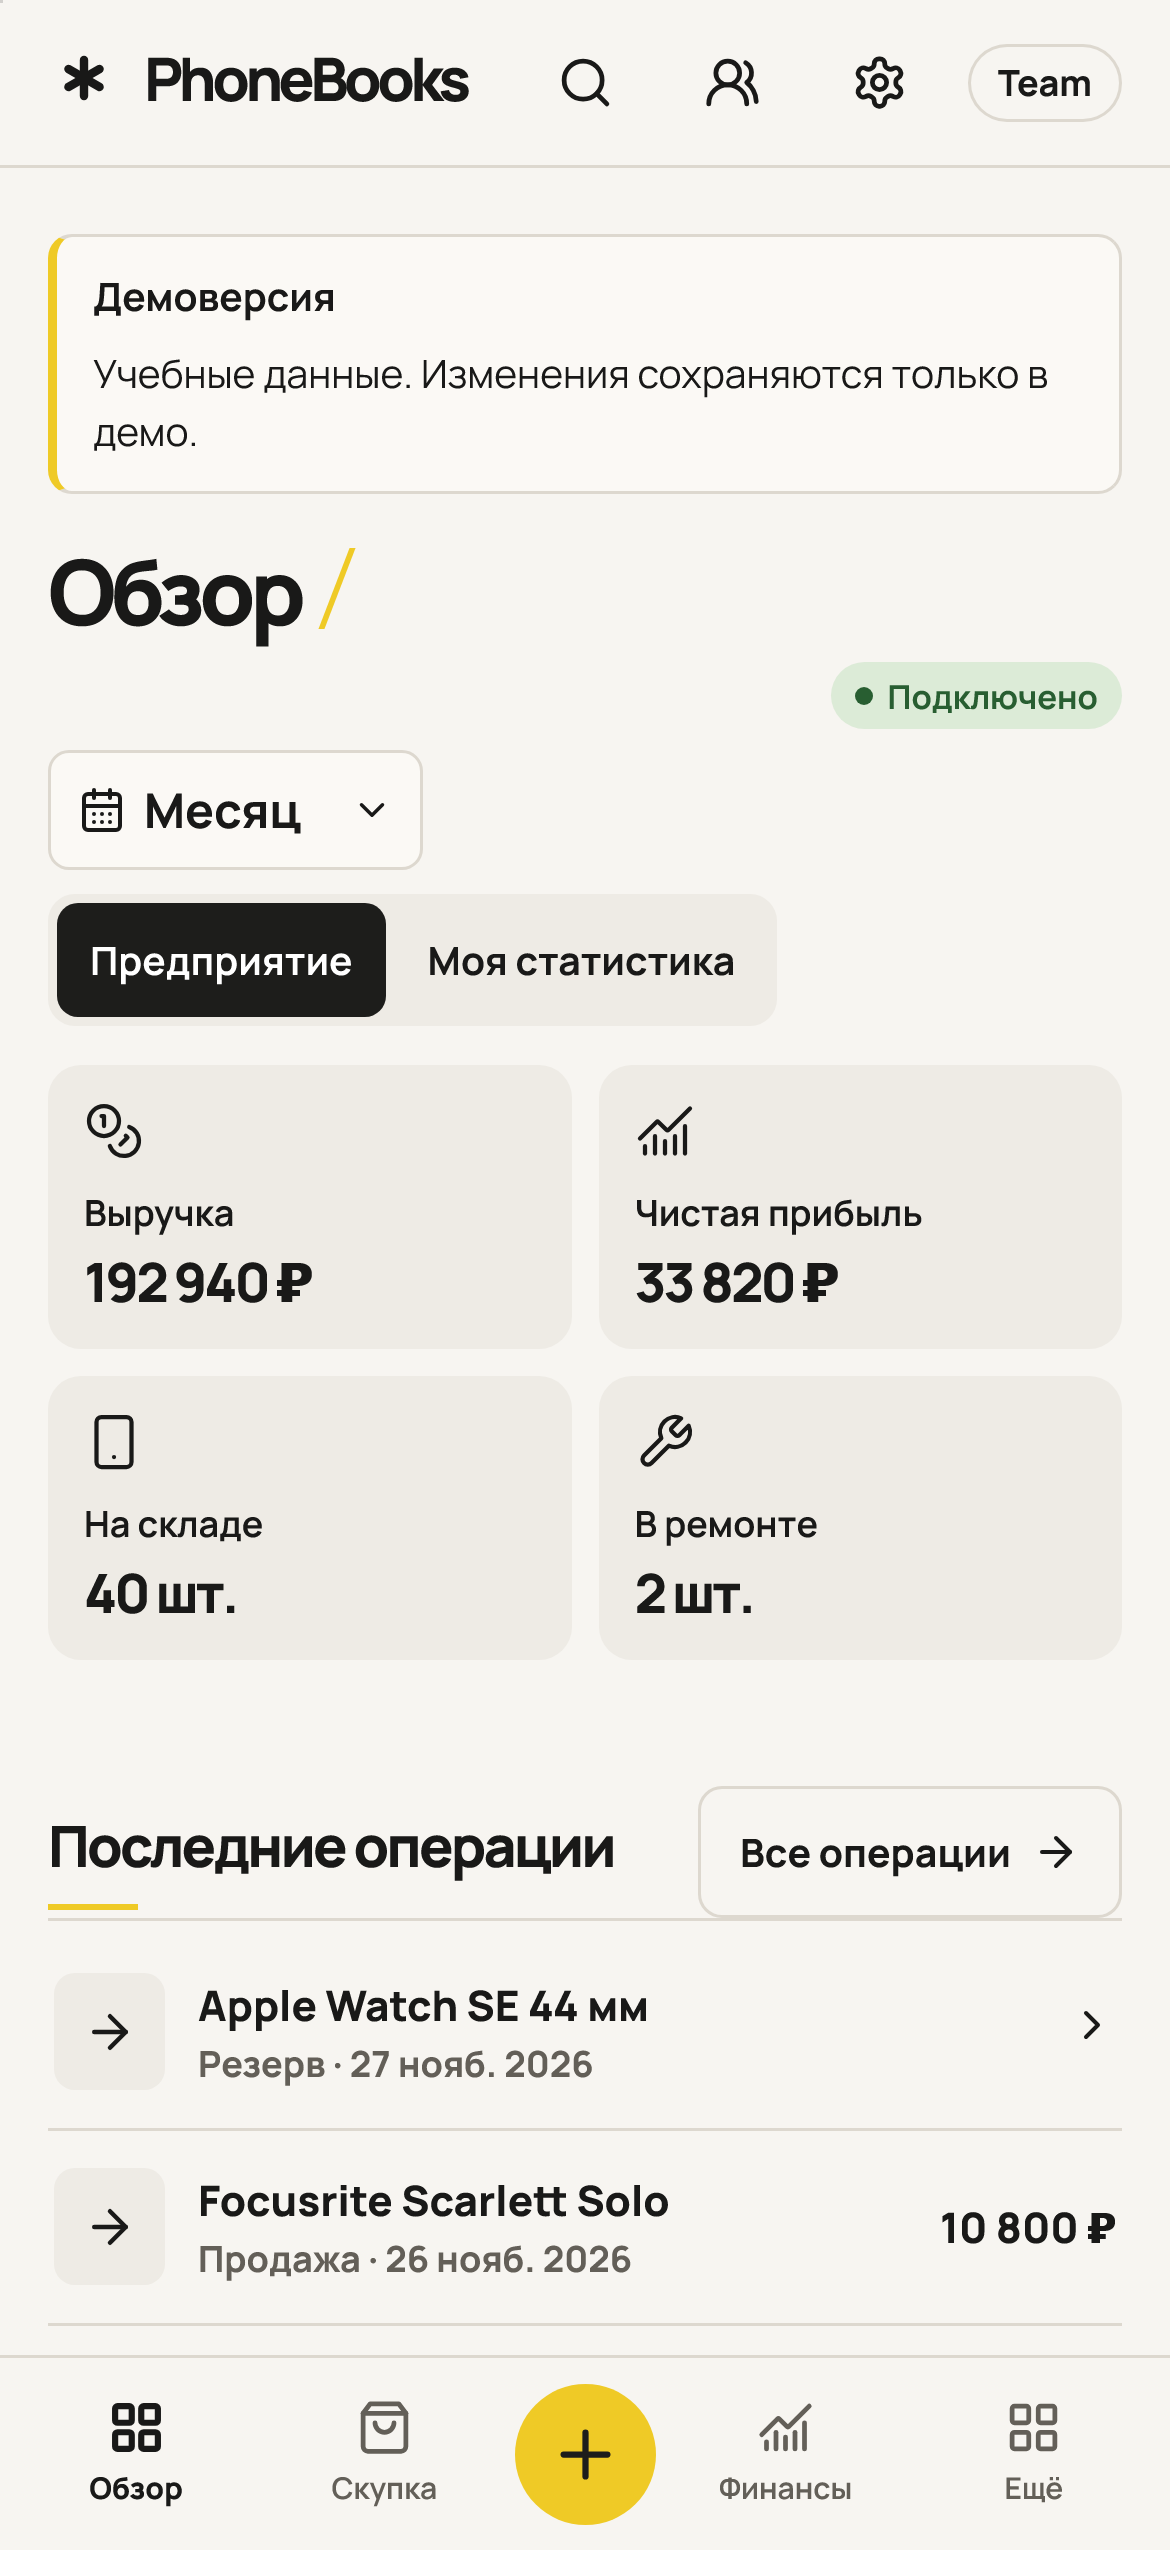 PhoneBooks
Team
Демоверсия
Учебные данные. Изменения сохраняются только в
демо.
Обзор /
Подключено
Месяц
Предприятие
Моя статистика
Выручка
192 940 ₽
Чистая прибыль
33 820 ₽
На складе
40 шт.
В ремонте
2 шт.
Последние операции
Все операции
Apple Watch SE 44 мм
Резерв · 27 нояб. 2026
Focusrite Scarlett Solo
Продажа · 26 нояб. 2026
10 800 ₽
Обзор
Скупка
Финансы
Ещё